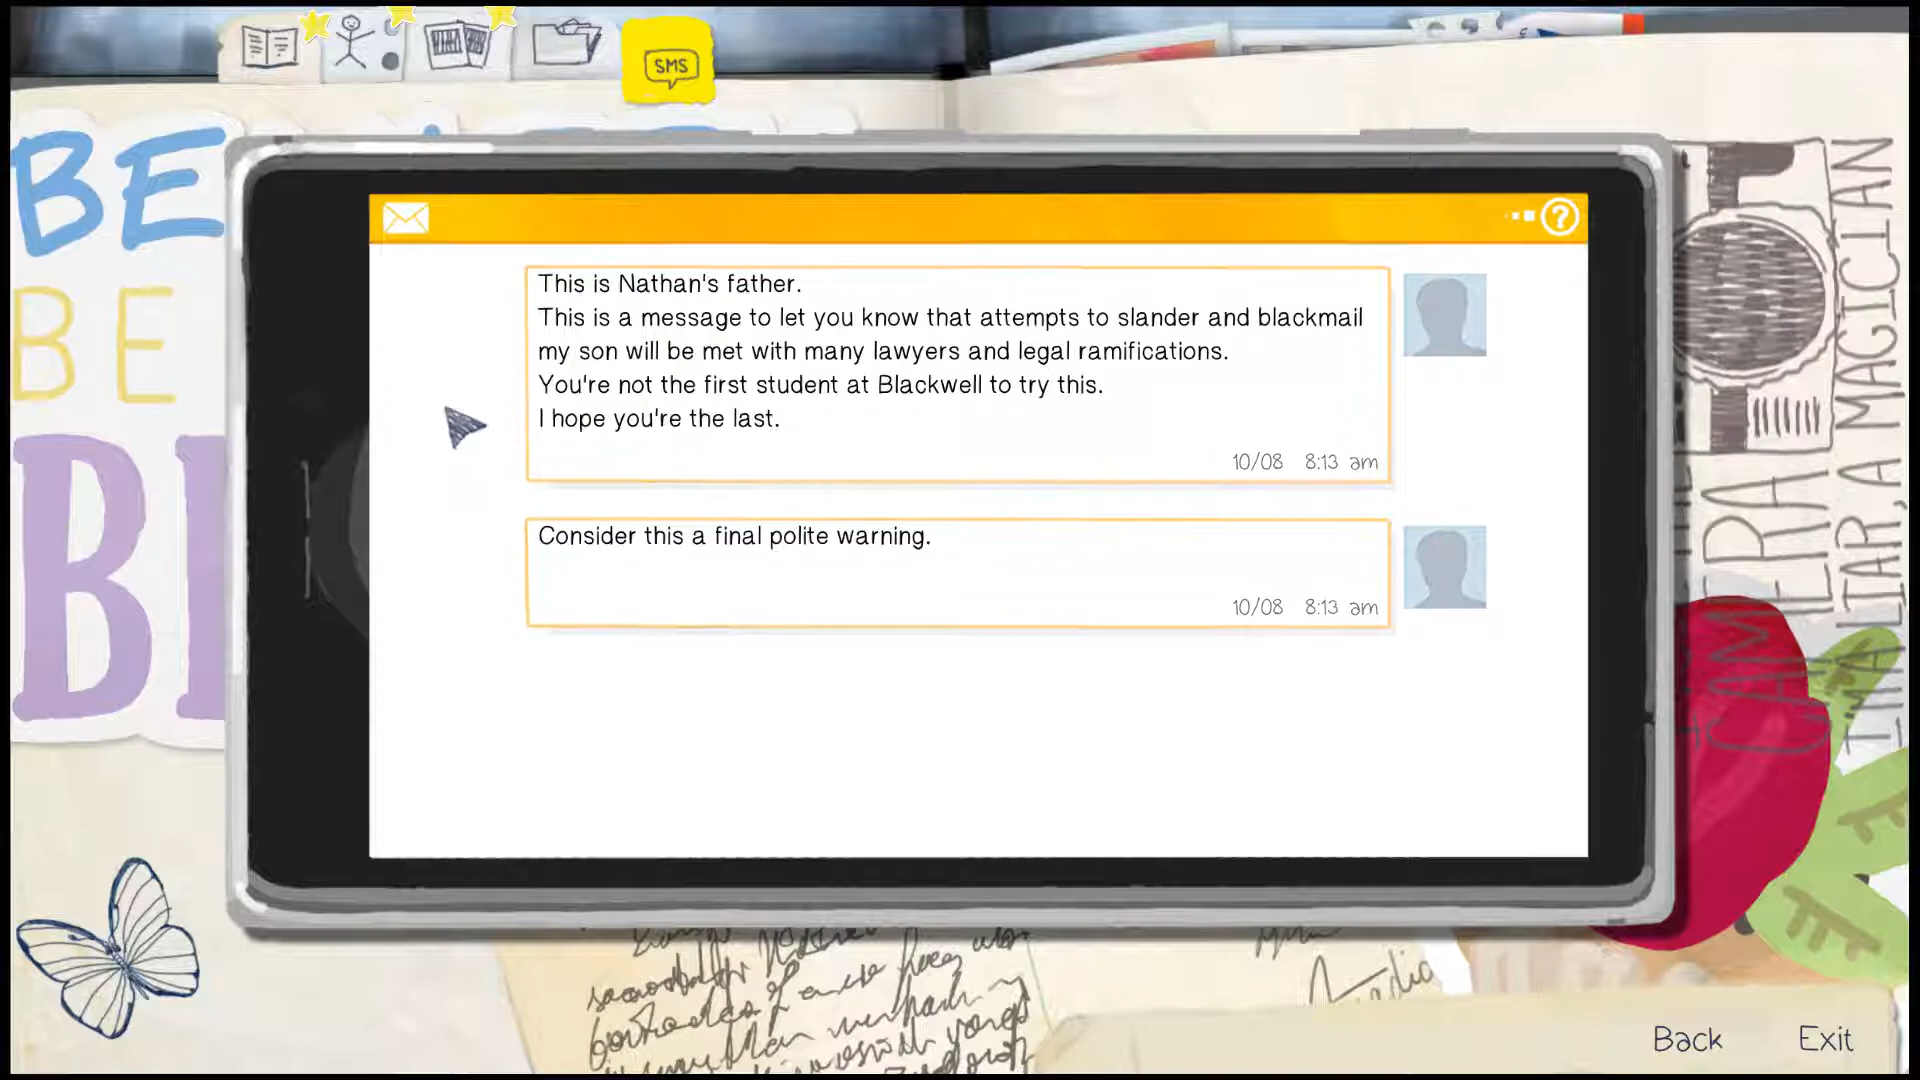 SMS
BE
BE
This is Nathan's father.
This is a message to let you know that attempts to slander and blackmail
my son will be met with many lawyers and legal ramifications.
You're not the first student at Blackwell to try this.
I hope you're the last.
10/08 8:13 am
Consider this a final polite warning.
10/08 8:13 am
?
LIAR, A MAGICIAN
Back
Exit